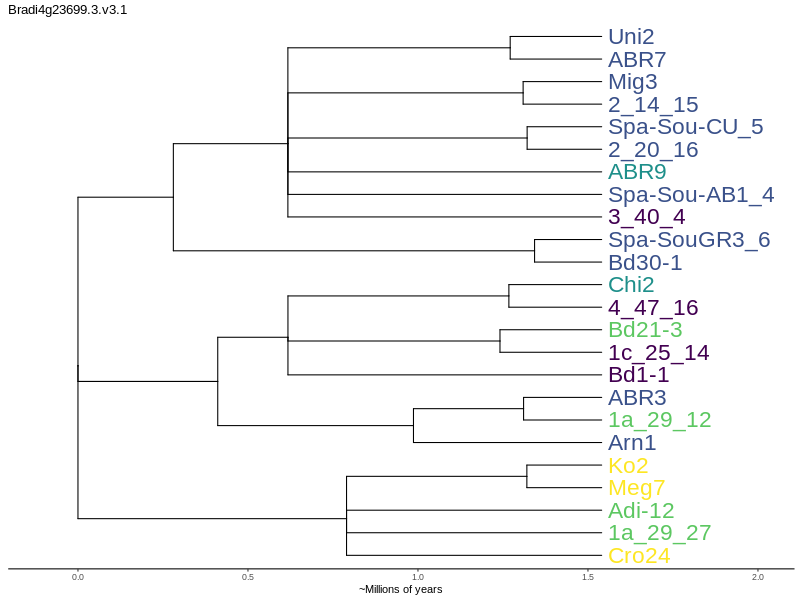 Bradi4g23699.3.v3.1
Uni2
ABR7
Mig3
2_14_15
Spa-Sou-CU_5
2_20_16
ABR9
Spa-Sou-AB1_4
3_40_4
Spa-SouGR3_6
Bd30-1
Chi2
4_47_16
Bd21-3
1c_25_14
Bd1-1
ABR3
1a_29_12
Arn1
Ko2
Meg7
Adi-12
1a_29_27
Cro24
0.0 0.5 1.0 1.5 2.0
~Millions of years